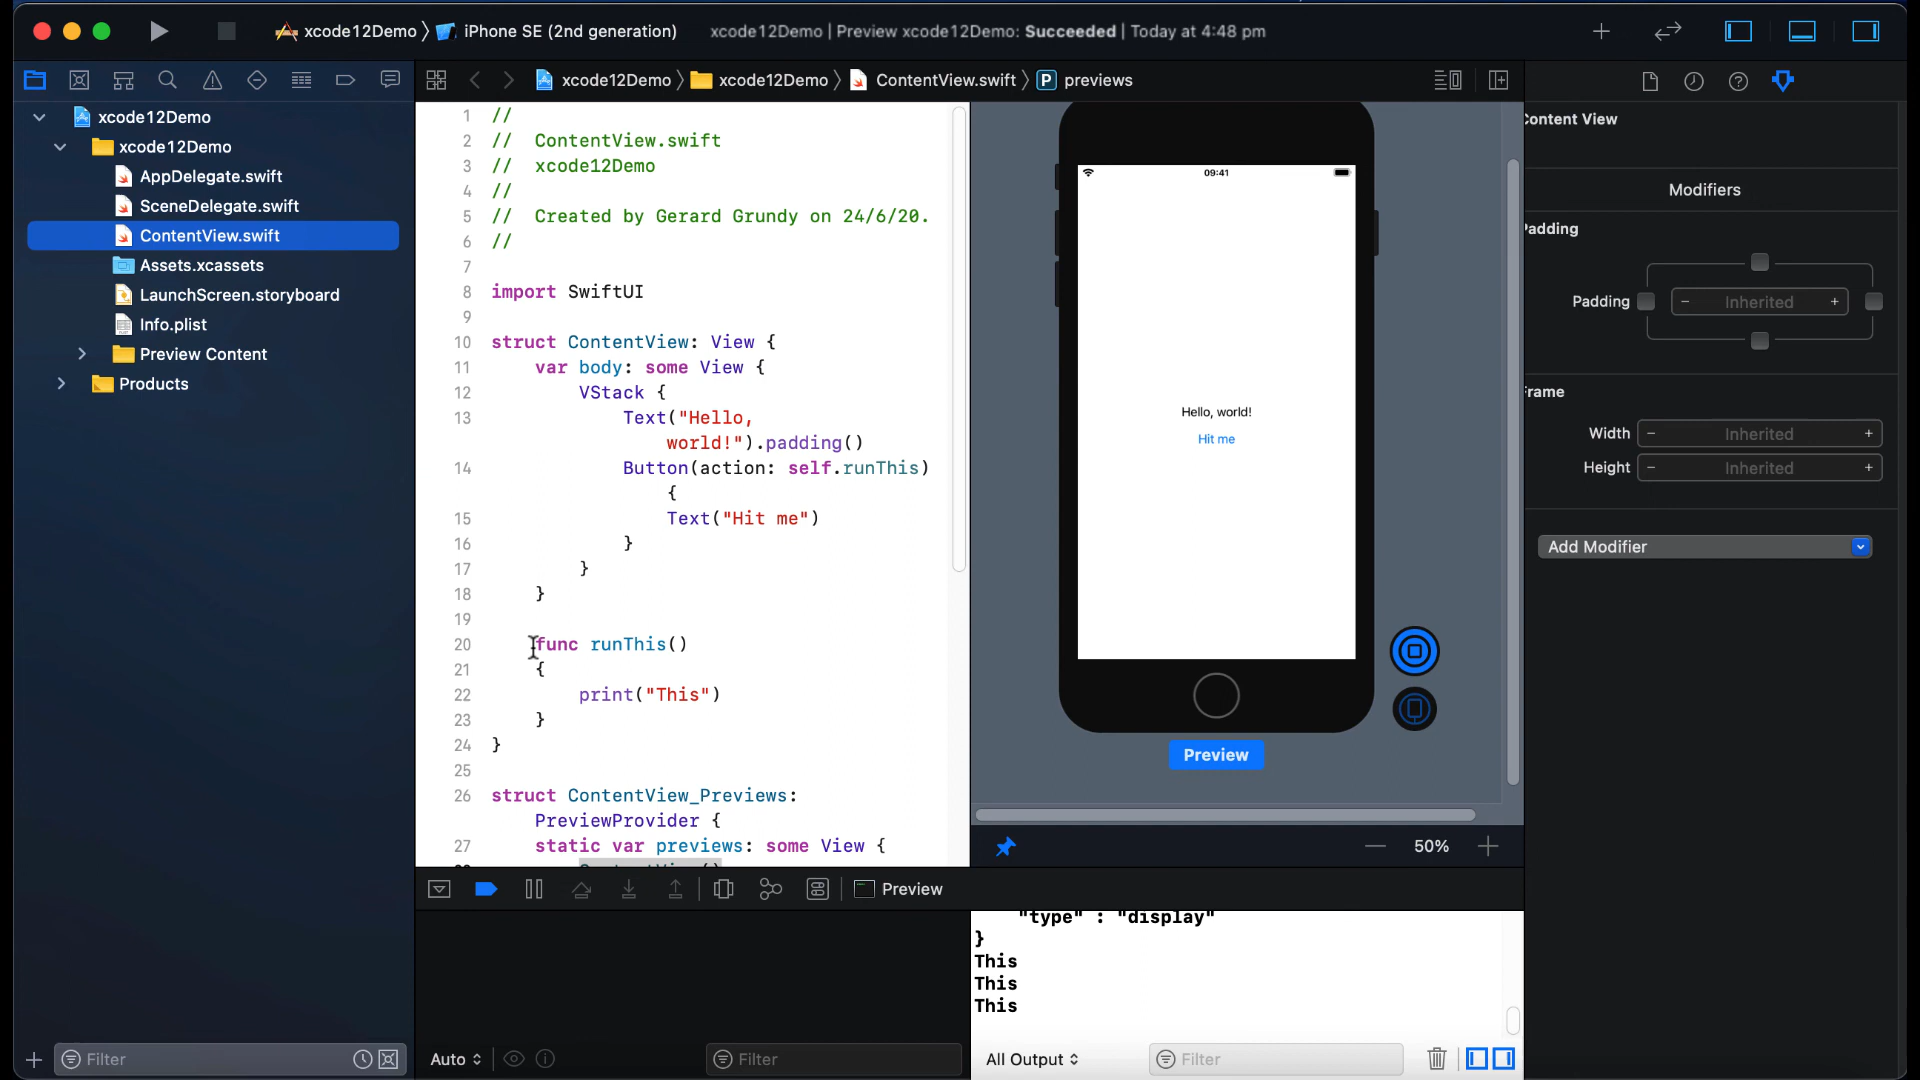 xcode12Demo
iPhone SE (2nd generation)
xcode12Demo | Preview xcode12Demo: Succeeded | Today at 4:48 pm
xcode12Demo
xcode12Demo
ContentView.swift
P previews
xcode12Demo
xcode12Demo
AppDelegate.swift
SceneDelegate.swift
ContentView.swift
Assets.xcassets
LaunchScreen.storyboard
Info.plist
Preview Content
Products
1 //
2 // ContentView.swift
3 // xcode12Demo
4 //
5 // Created by Gerard Grundy on 24/6/20.
6 //
7
8 import SwiftUI
9
10 struct ContentView: View {
11 var body: some View {
12 VStack {
13 Text("Hello,
world!").padding()
14 Button(action: self.runThis)
{
15 Text("Hit me")
16 }
17 }
18 }
19
20 func runThis()
21 {
22 print("This")
23 }
24 }
25
26 struct ContentView_Previews:
PreviewProvider {
27 static var previews: some View {
09:41
Hello, world!
Hit me
Preview
50%
Content View
Modifiers
Padding
Padding
Inherited
Frame
Width
Inherited
Height
Inherited
Add Modifier
Preview
"type" : "display"
}
This
This
This
Filter
Auto
Filter
All Output
Filter